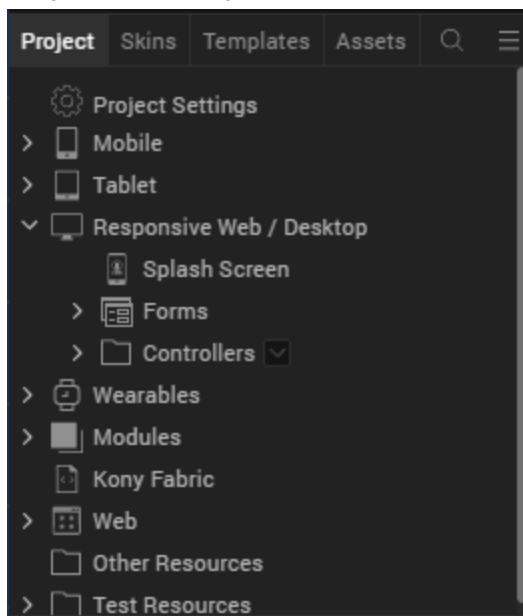 Project Skins Templates Assets
Project Settings
Mobile
Tablet
Responsive Web / Desktop
Splash Screen
Forms
Controllers
Wearables
Modules
Kony Fabric
Web
Other Resources
Test Resources